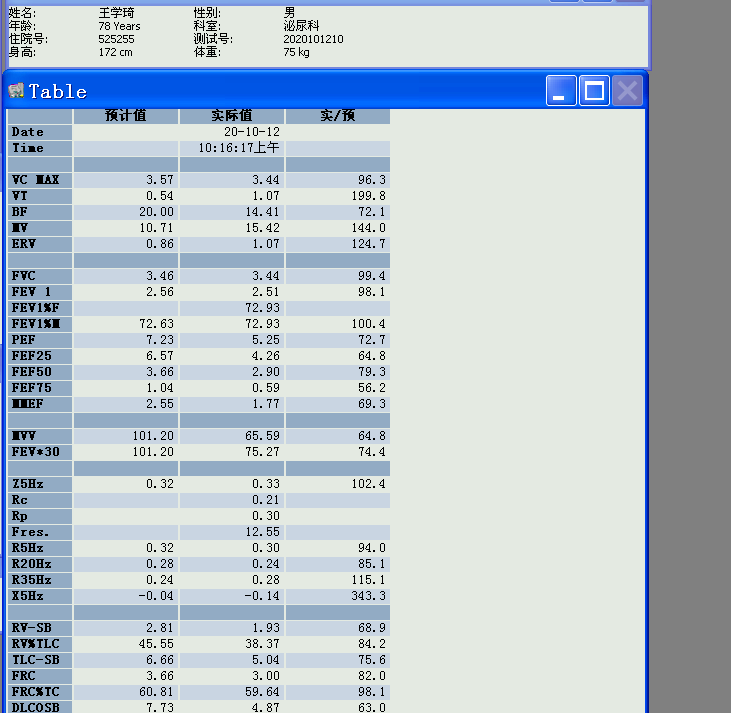 姓名: 王学琦 性别: 男
年龄: 78 Years 科室: 泌尿科
住院号: 525255 测试号: 2020101210
身高: 172 cm 体重: 75 kg
Table
预计值 实际值 实/预
Date 20-10-12
Time 10:16:17上午
VC MAX 3.57 3.44 96.3
VT 0.54 1.07 199.8
BF 20.00 14.41 72.1
MV 10.71 15.42 144.0
ERV 0.86 1.07 124.7
FVC 3.46 3.44 99.4
FEV 1 2.56 2.51 98.1
FEV1%F 72.93
FEV1%M 72.63 72.93 100.4
PEF 7.23 5.25 72.7
FEF25 6.57 4.26 64.8
FEF50 3.66 2.90 79.3
FEF75 1.04 0.59 56.2
MMEF 2.55 1.77 69.3
MVV 101.20 65.59 64.8
FEV*30 101.20 75.27 74.4
Z5Hz 0.32 0.33 102.4
Rc 0.21
Rp 0.30
Fres. 12.55
R5Hz 0.32 0.30 94.0
R20Hz 0.28 0.24 85.1
R35Hz 0.24 0.28 115.1
X5Hz -0.04 -0.14 343.3
RV-SB 2.81 1.93 68.9
RV%TLC 45.55 38.37 84.2
TLC-SB 6.66 5.04 75.6
FRC 3.66 3.00 82.0
FRC%TC 60.81 59.64 98.1
DLCOSB 7.73 4.87 63.0